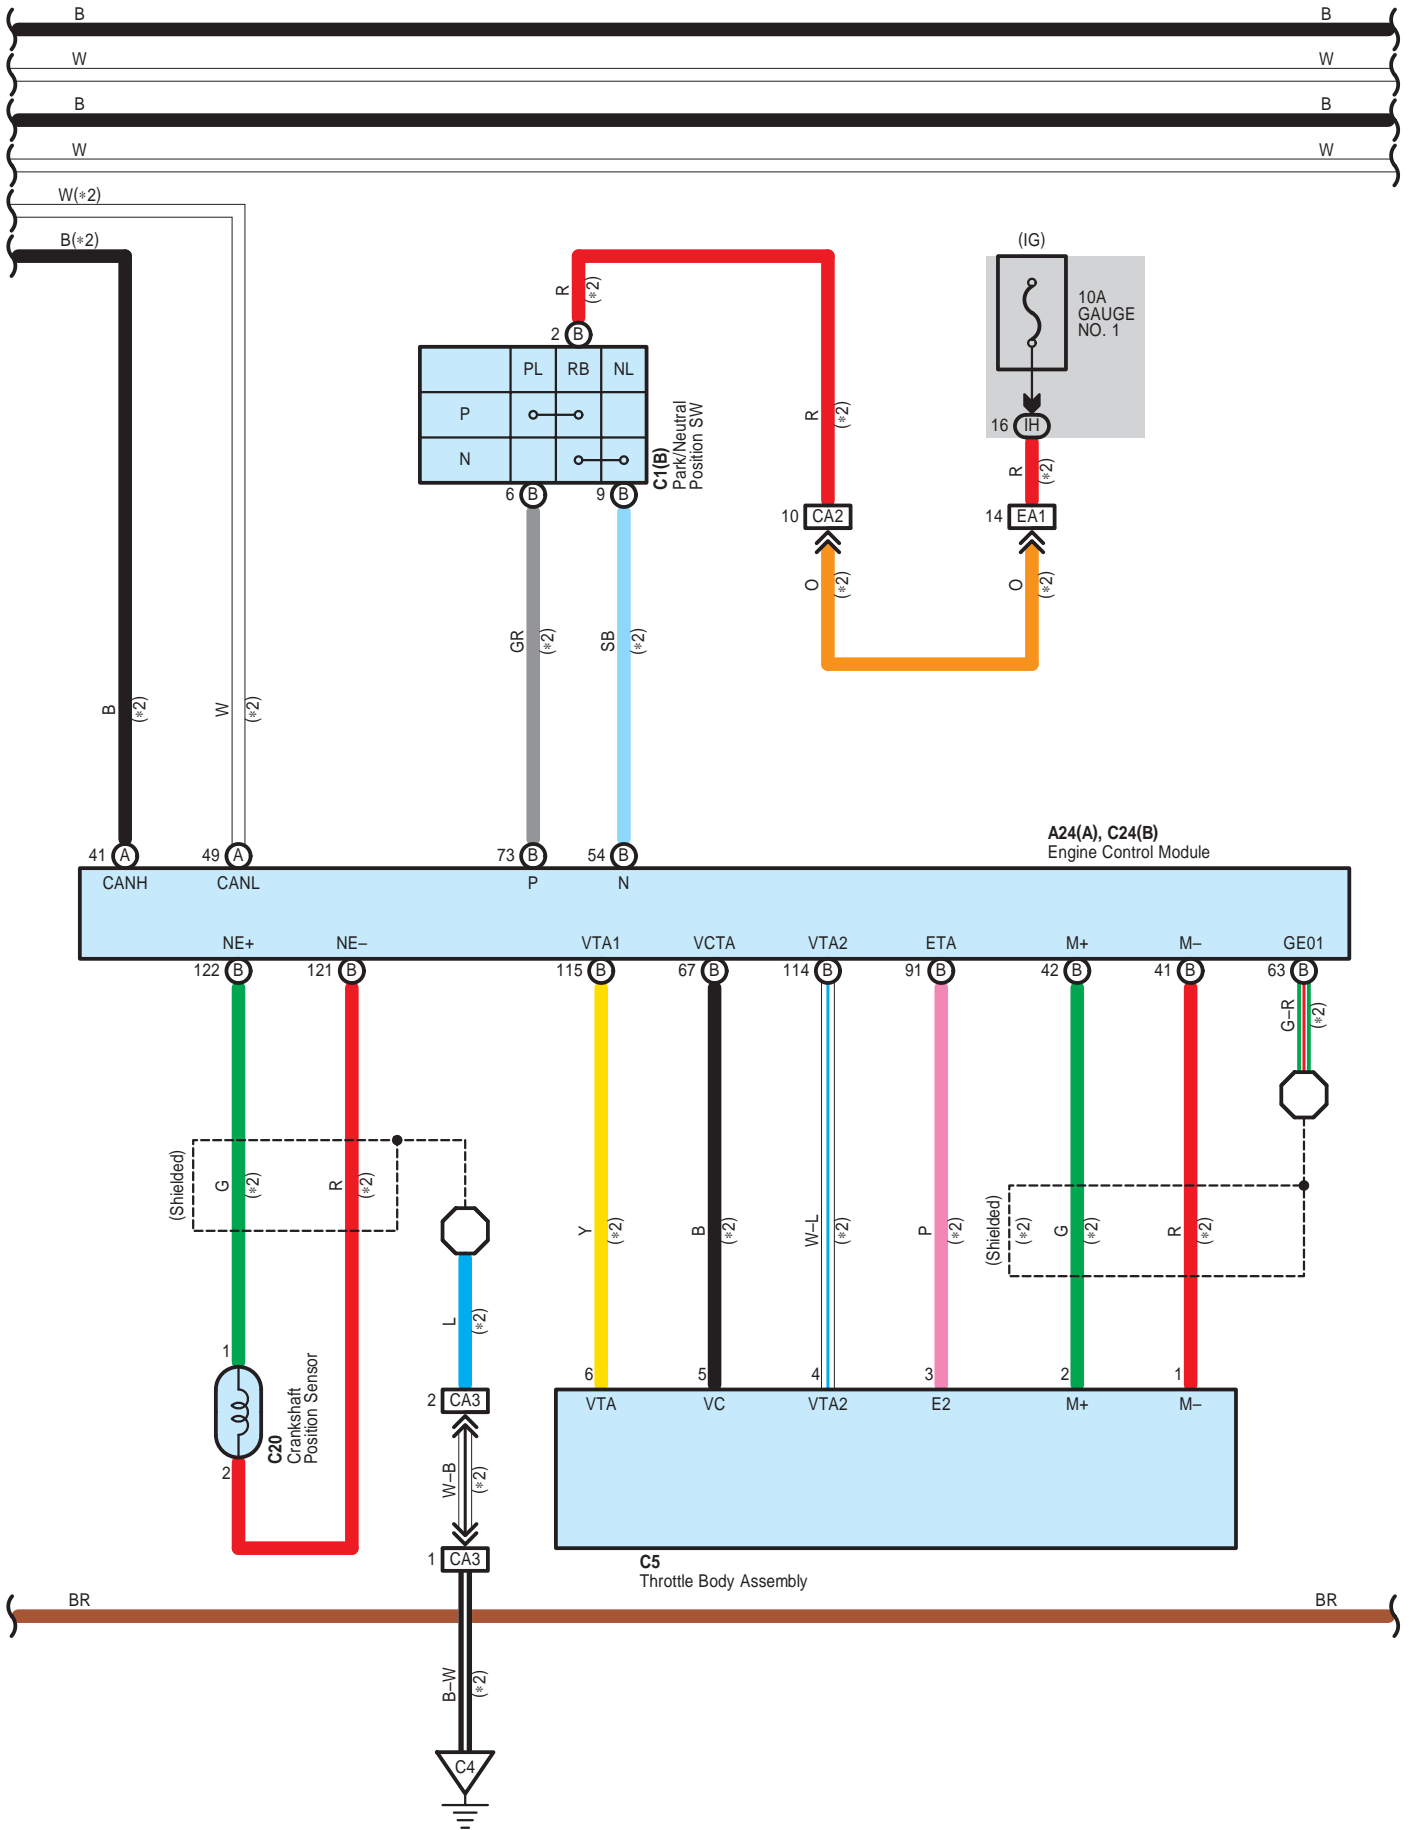 B B
W W
B B
W W
W(*2)
B(*2)
(IG)
10A
GAUGE
NO. 1
R (*2)
2 B
PL RB NL
P
N
C1(B)
Park/Neutral
Position SW
6 B 9 B
R (*2)
16 IH
R (*2)
10 CA2 14 EA1
O (*2) O (*2)
GR (*2) SB (*2)
B (*2) W (*2)
A24(A), C24(B)
Engine Control Module
41 A 49 A 73 B 54 B
CANH CANL P N
NE+ NE– VTA1 VCTA VTA2 ETA M+ M– GE01
122 B 121 B 115 B 67 B 114 B 91 B 42 B 41 B 63 B
G–R (*2)
(Shielded) G (*2) R (*2)
Y (*2) B (*2) W–L (*2) P (*2) (Shielded) (*2) G (*2) R (*2)
L (*2)
1
C20
Crankshaft
Position Sensor
2
6 5 4 3 2 1
2 CA3
VTA VC VTA2 E2 M+ M–
W–B (*2)
1 CA3
C5
Throttle Body Assembly
BR BR
B–W (*2)
C4